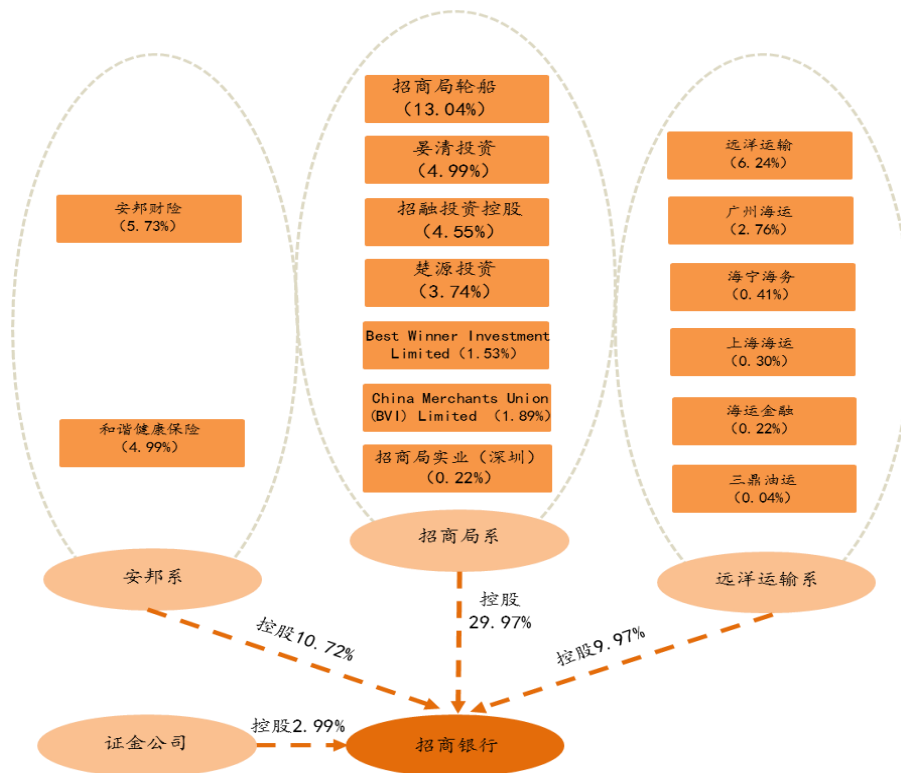 安邦财险
(5.73%)
和谐健康保险
(4.99%)
安邦系
招商局轮船
(13.04%)
晏清投资
(4.99%)
招融投资控股
(4.55%)
楚源投资
(3.74%)
Best Winner Investment
Limited (1.53%)
China Merchants Union
(BVI) Limited (1.89%)
招商局实业（深圳）
(0.22%)
招商局系
远洋运输
(6.24%)
广州海运
(2.76%)
海宁海务
(0.41%)
上海海运
(0.30%)
海运金融
(0.22%)
三鼎油运
(0.04%)
远洋运输系
控股10.72%
控股
29.97%
控股9.97%
证金公司
控股2.99%
招商银行